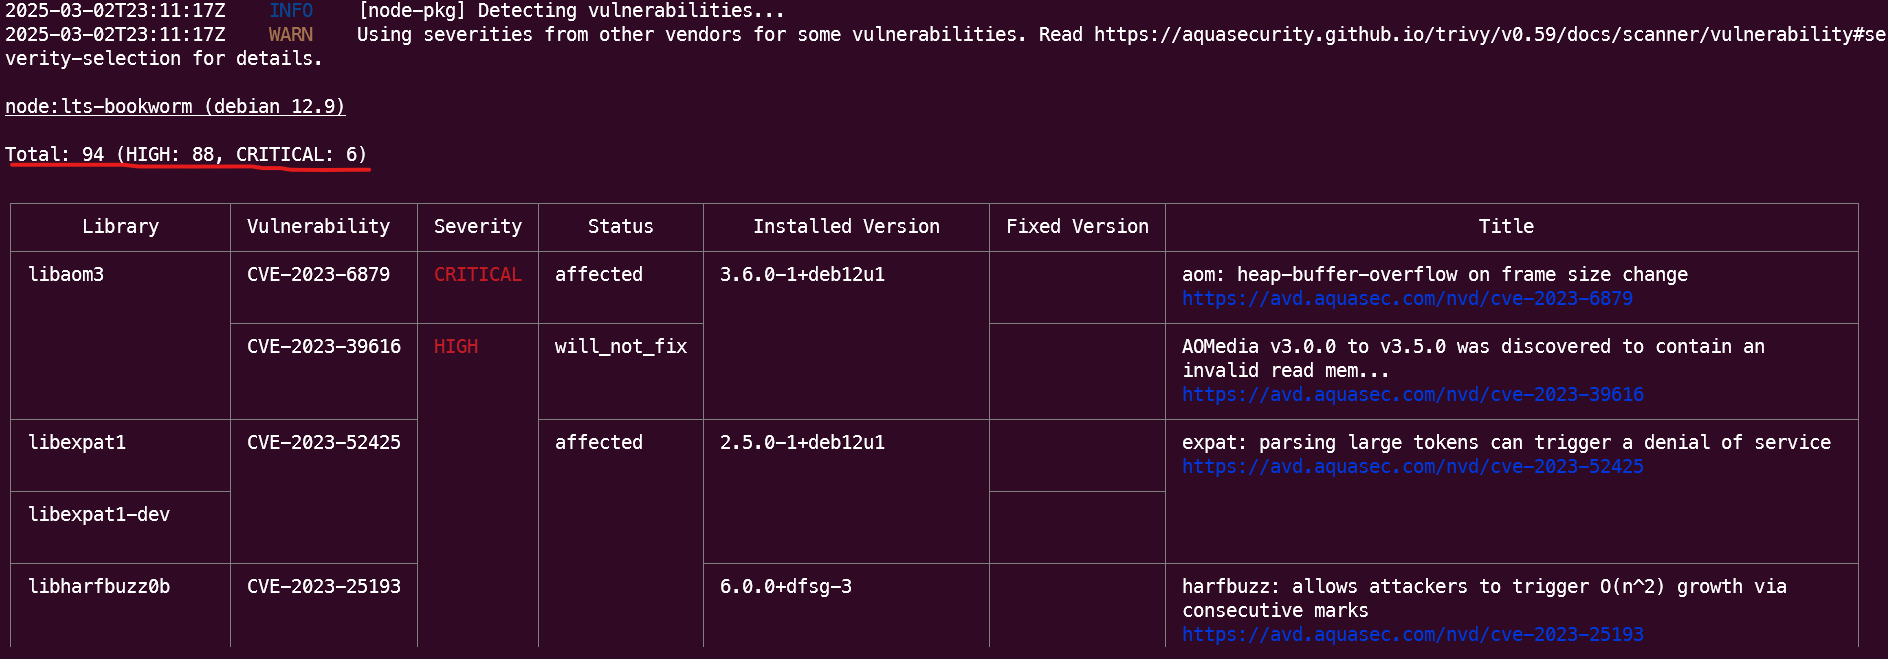 2025-03-02T23:11:17Z    INFO    [node-pkg] Detecting vulnerabilities...
2025-03-02T23:11:17Z    WARN    Using severities from other vendors for some vulnerabilities. Read https://aquasecurity.github.io/trivy/v0.59/docs/scanner/vulnerability#se
verity-selection for details.
node:lts-bookworm (debian 12.9)
Total: 94 (HIGH: 88, CRITICAL: 6)
Library Vulnerability Severity Status Installed Version Fixed Version Title
libaom3 CVE-2023-6879 CRITICAL affected 3.6.0-1+deb12u1 aom: heap-buffer-overflow on frame size change
https://avd.aquasec.com/nvd/cve-2023-6879
CVE-2023-39616 HIGH will_not_fix AOMedia v3.0.0 to v3.5.0 was discovered to contain an
invalid read mem...
https://avd.aquasec.com/nvd/cve-2023-39616
libexpat1 CVE-2023-52425 affected 2.5.0-1+deb12u1 expat: parsing large tokens can trigger a denial of service
https://avd.aquasec.com/nvd/cve-2023-52425
libexpat1-dev
libharfbuzz0b CVE-2023-25193 6.0.0+dfsg-3 harfbuzz: allows attackers to trigger O(n^2) growth via
consecutive marks
https://avd.aquasec.com/nvd/cve-2023-25193